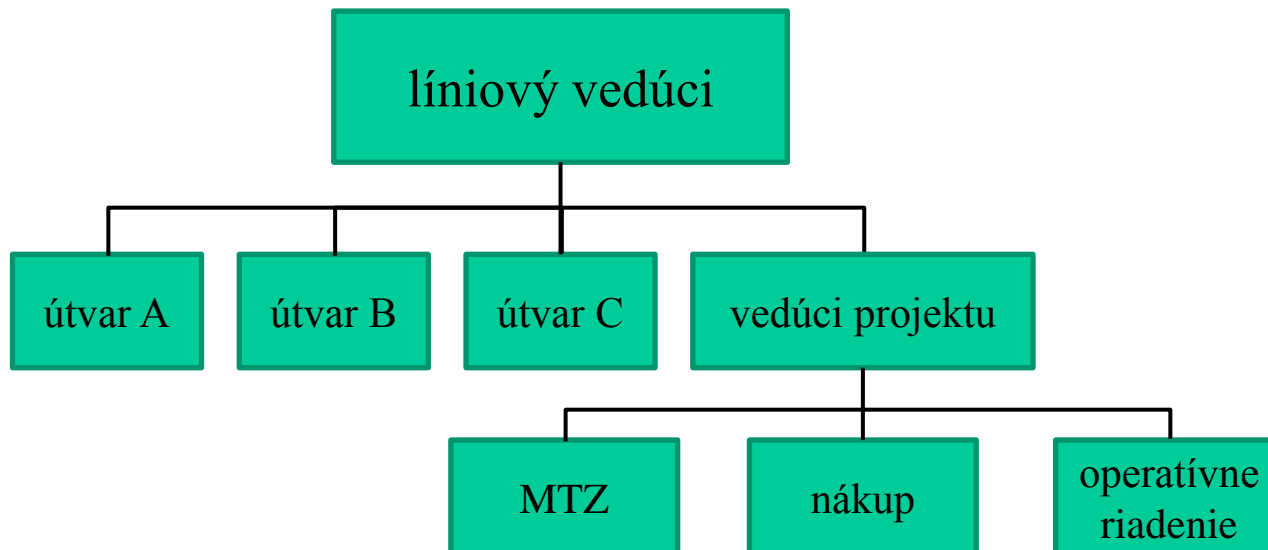 líniový vedúci
útvar A
útvar B
útvar C
vedúci projektu
MTZ
nákup
operatívne
riadenie